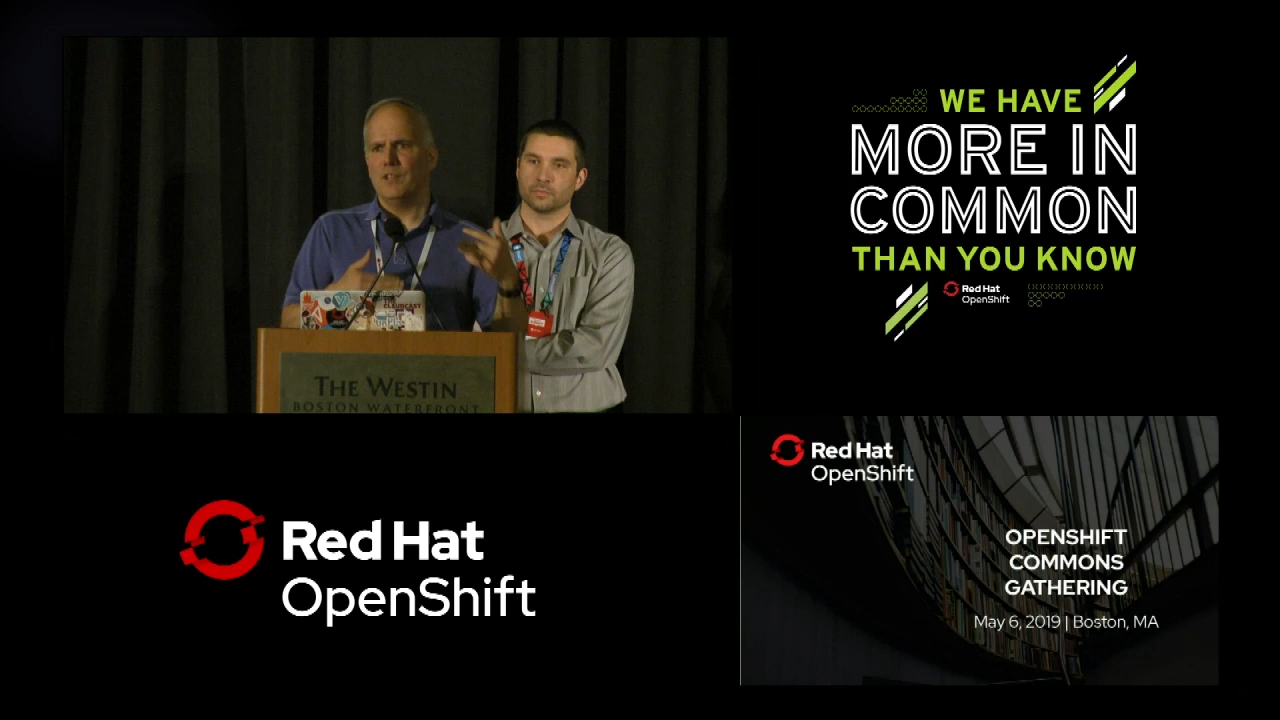 WE HAVE
MORE IN
COMMON
THAN YOU KNOW
Red Hat
OpenShift
THE WESTIN
BOSTON WATERFRONT
Red Hat
OpenShift
OPENSHIFT
COMMONS
GATHERING
May 6, 2019 | Boston, MA
Red Hat
OpenShift